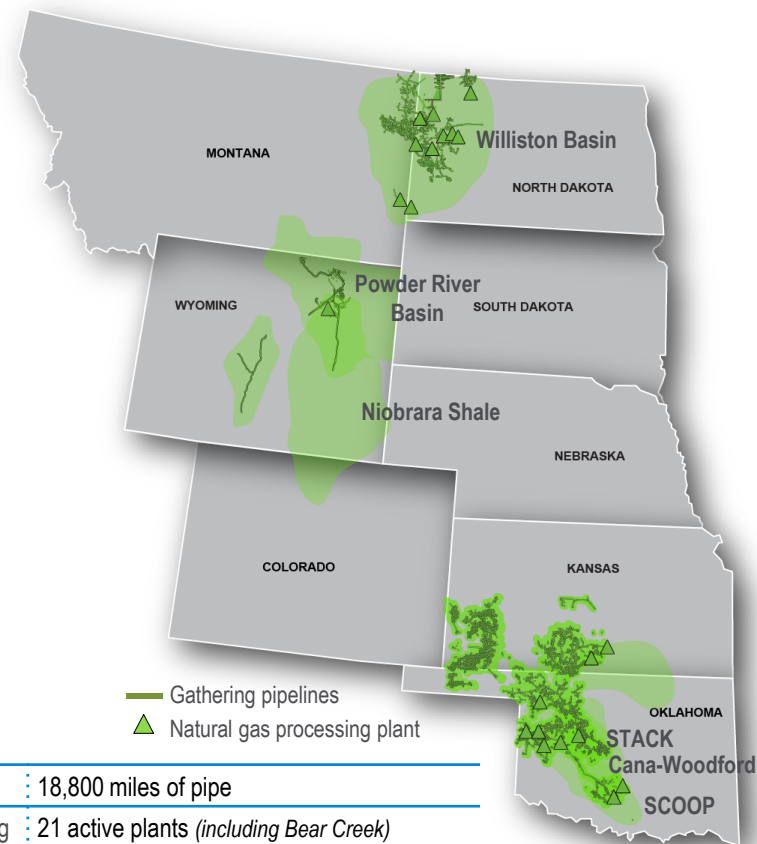 Williston Basin
MONTANA
NORTH DAKOTA
Powder River
Basin
WYOMING
SOUTH DAKOTA
Niobrara Shale
NEBRASKA
COLORADO
KANSAS
Gathering pipelines
Natural gas processing plant
OKLAHOMA
STACK
Cana-Woodford
SCOOP
18,800 miles of pipe
21 active plants (including Bear Creek)